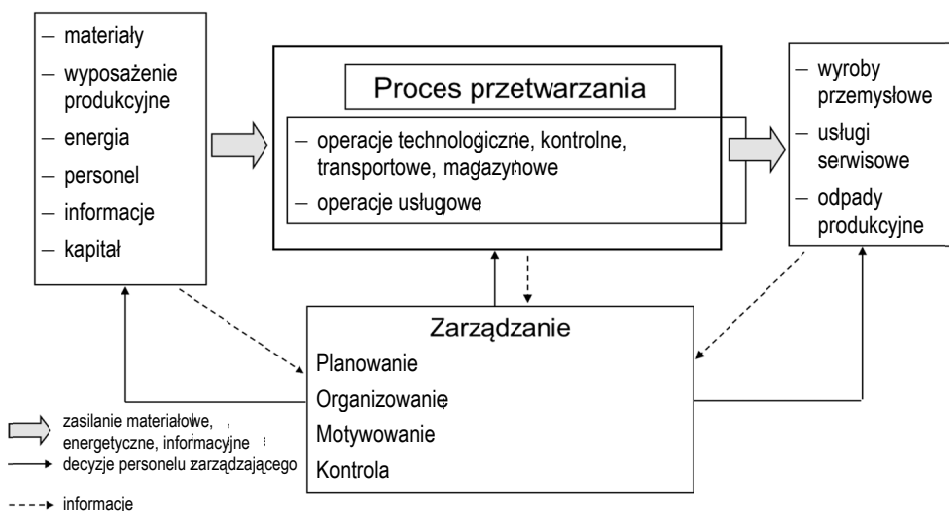 – materiały
– wyposażenie
produkcyjne
– energia
– personel
– informacje
– kapitał
Proces przetwarzania
– operacje technologiczne, kontrolne,
transportowe, magazynowe
– operacje usługowe
– wyroby
przemysłowe
– usługi
serwisowe
– odpady
produkcyjne
Zarządzanie
Planowanie
Organizowanie
Motywowanie
Kontrola
zasilanie materiałowe,
energetyczne, informacyjne
decyzje personelu zarządzającego
informacje